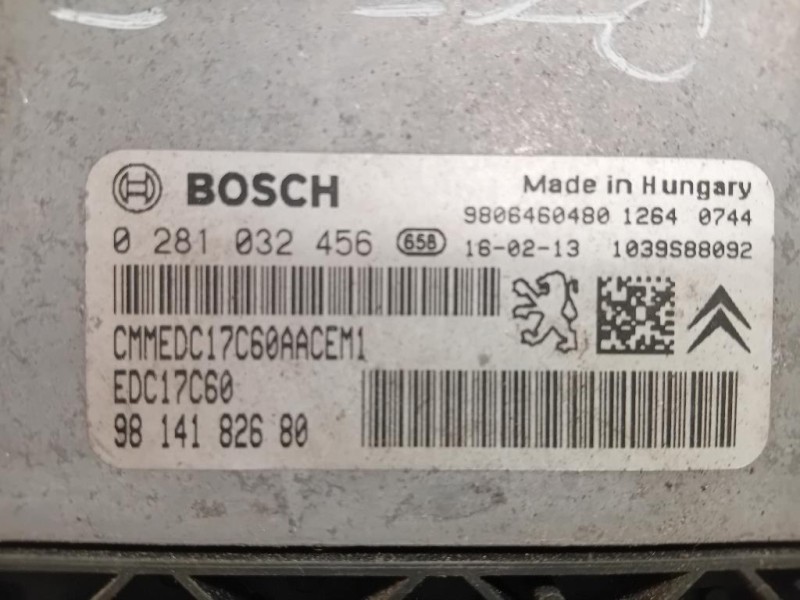 BOSCH
Made in Hungary
9806460480 1264 0744
0 281 032 456 658 16-02-13 1039S88092
CMMEDC17C60AACEM1
EDC17C60
98 141 826 80